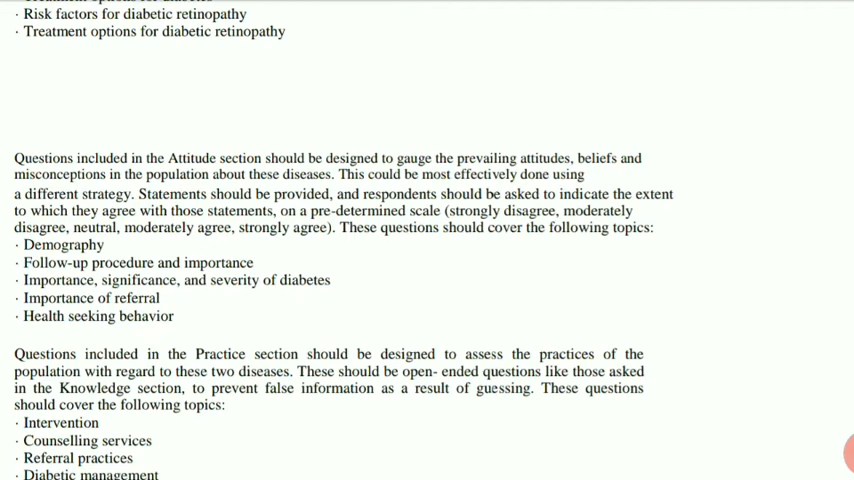 · Risk factors for diabetic retinopathy
· Treatment options for diabetic retinopathy
Questions included in the Attitude section should be designed to gauge the prevailing attitudes, beliefs and
misconceptions in the population about these diseases. This could be most effectively done using
a different strategy. Statements should be provided, and respondents should be asked to indicate the extent
to which they agree with those statements, on a pre-determined scale (strongly disagree, moderately
disagree, neutral, moderately agree, strongly agree). These questions should cover the following topics:
· Demography
· Follow-up procedure and importance
· Importance, significance, and severity of diabetes
· Importance of referral
· Health seeking behavior
Questions included in the Practice section should be designed to assess the practices of the
population with regard to these two diseases. These should be open- ended questions like those asked
in the Knowledge section, to prevent false information as a result of guessing. These questions
should cover the following topics:
· Intervention
· Counselling services
· Referral practices
· Diabetic management